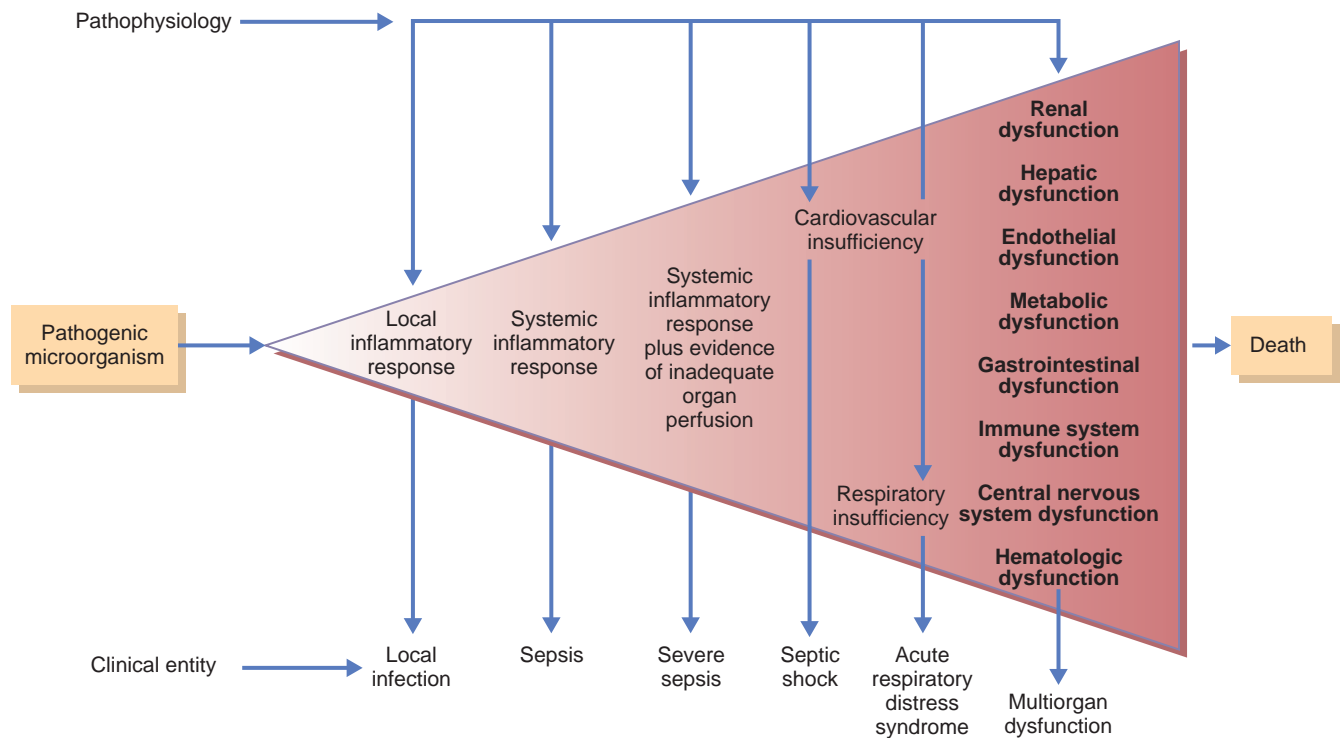 Pathophysiology
Renal
dysfunction
Hepatic
dysfunction
Cardiovascular
insufficiency
Endothelial
dysfunction
Systemic
inflammatory
response
plus evidence
of inadequate
organ
perfusion
Metabolic
dysfunction
Local
inflammatory
response
Systemic
inflammatory
response
Pathogenic
microorganism
Death
Gastrointestinal
dysfunction
Immune system
dysfunction
Respiratory
insufficiency
Central nervous
system dysfunction
Hematologic
dysfunction
Clinical entity
Local
infection
Sepsis
Severe
sepsis
Septic
shock
Acute
respiratory
distress
syndrome
Multiorgan
dysfunction